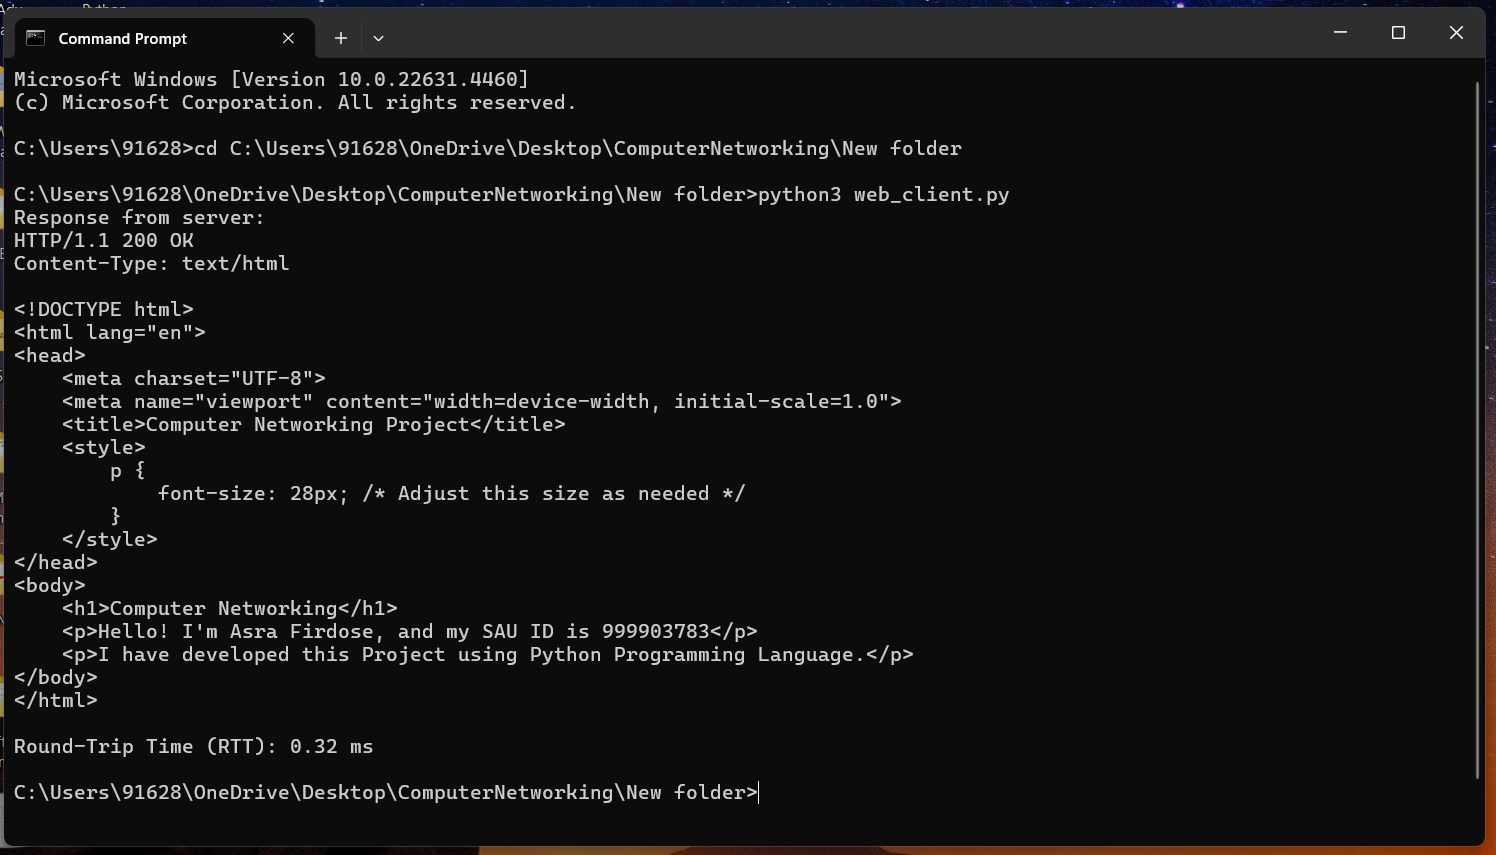 Command Prompt
Microsoft Windows [Version 10.0.22631.4460]
(c) Microsoft Corporation. All rights reserved.
C:\Users\91628>cd C:\Users\91628\OneDrive\Desktop\ComputerNetworking\New folder
C:\Users\91628\OneDrive\Desktop\ComputerNetworking\New folder>python3 web_client.py
Response from server:
HTTP/1.1 200 OK
Content-Type: text/html
<!DOCTYPE html>
<html lang="en">
<head>
    <meta charset="UTF-8">
    <meta name="viewport" content="width=device-width, initial-scale=1.0">
    <title>Computer Networking Project</title>
    <style>
        p {
            font-size: 28px; /* Adjust this size as needed */
        }
    </style>
</head>
<body>
    <h1>Computer Networking</h1>
    <p>Hello! I'm Asra Firdose, and my SAU ID is 999903783</p>
    <p>I have developed this Project using Python Programming Language.</p>
</body>
</html>
Round-Trip Time (RTT): 0.32 ms
C:\Users\91628\OneDrive\Desktop\ComputerNetworking\New folder>